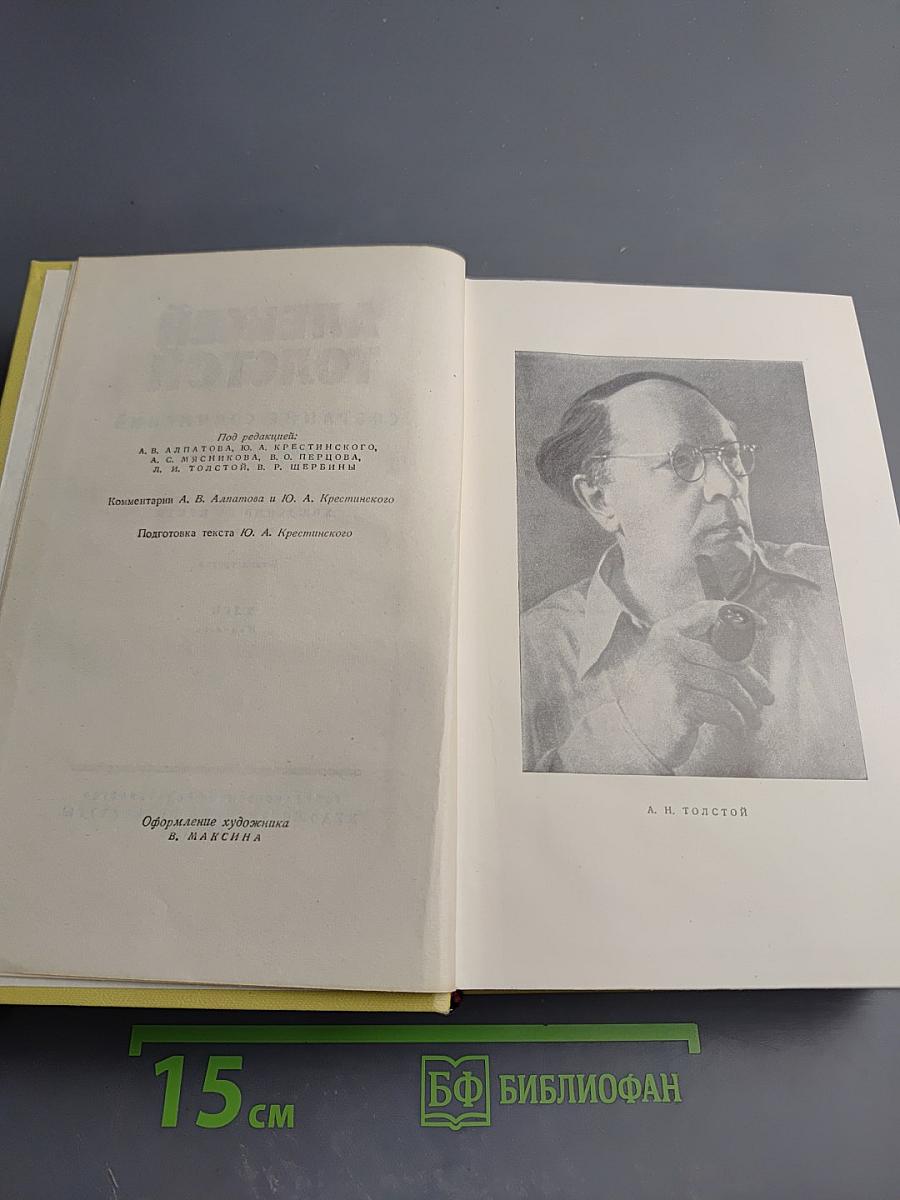 Под редакцией:
А. В. АЛПАТОВА, Ю. А. КРЕСТИНСКОГО,
А. С. МЯСНИКОВА, В. О. ПЕРЦОВА,
Л. И. ТОЛСТОЙ, В. Р. ЩЕРБИНЫ
Комментарии А. В. Алпатова и Ю. А. Крестинского
Подготовка текста Ю. А. Крестинского
Оформление художника
В. МАКСИНА
А. Н. ТОЛСТОЙ
15 см
БФ БИБЛИОФАН